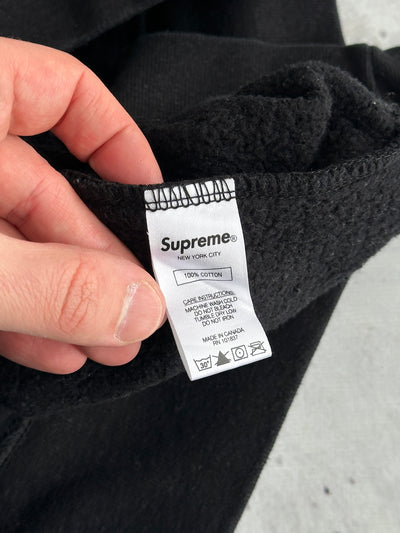 Supreme®
NEW YORK CITY
100% COTTON
CARE INSTRUCTIONS:
MACHINE WASH COLD
DO NOT BLEACH
TUMBLE DRY LOW
DO NOT IRON
MADE IN CANADA
RN 101837
30°